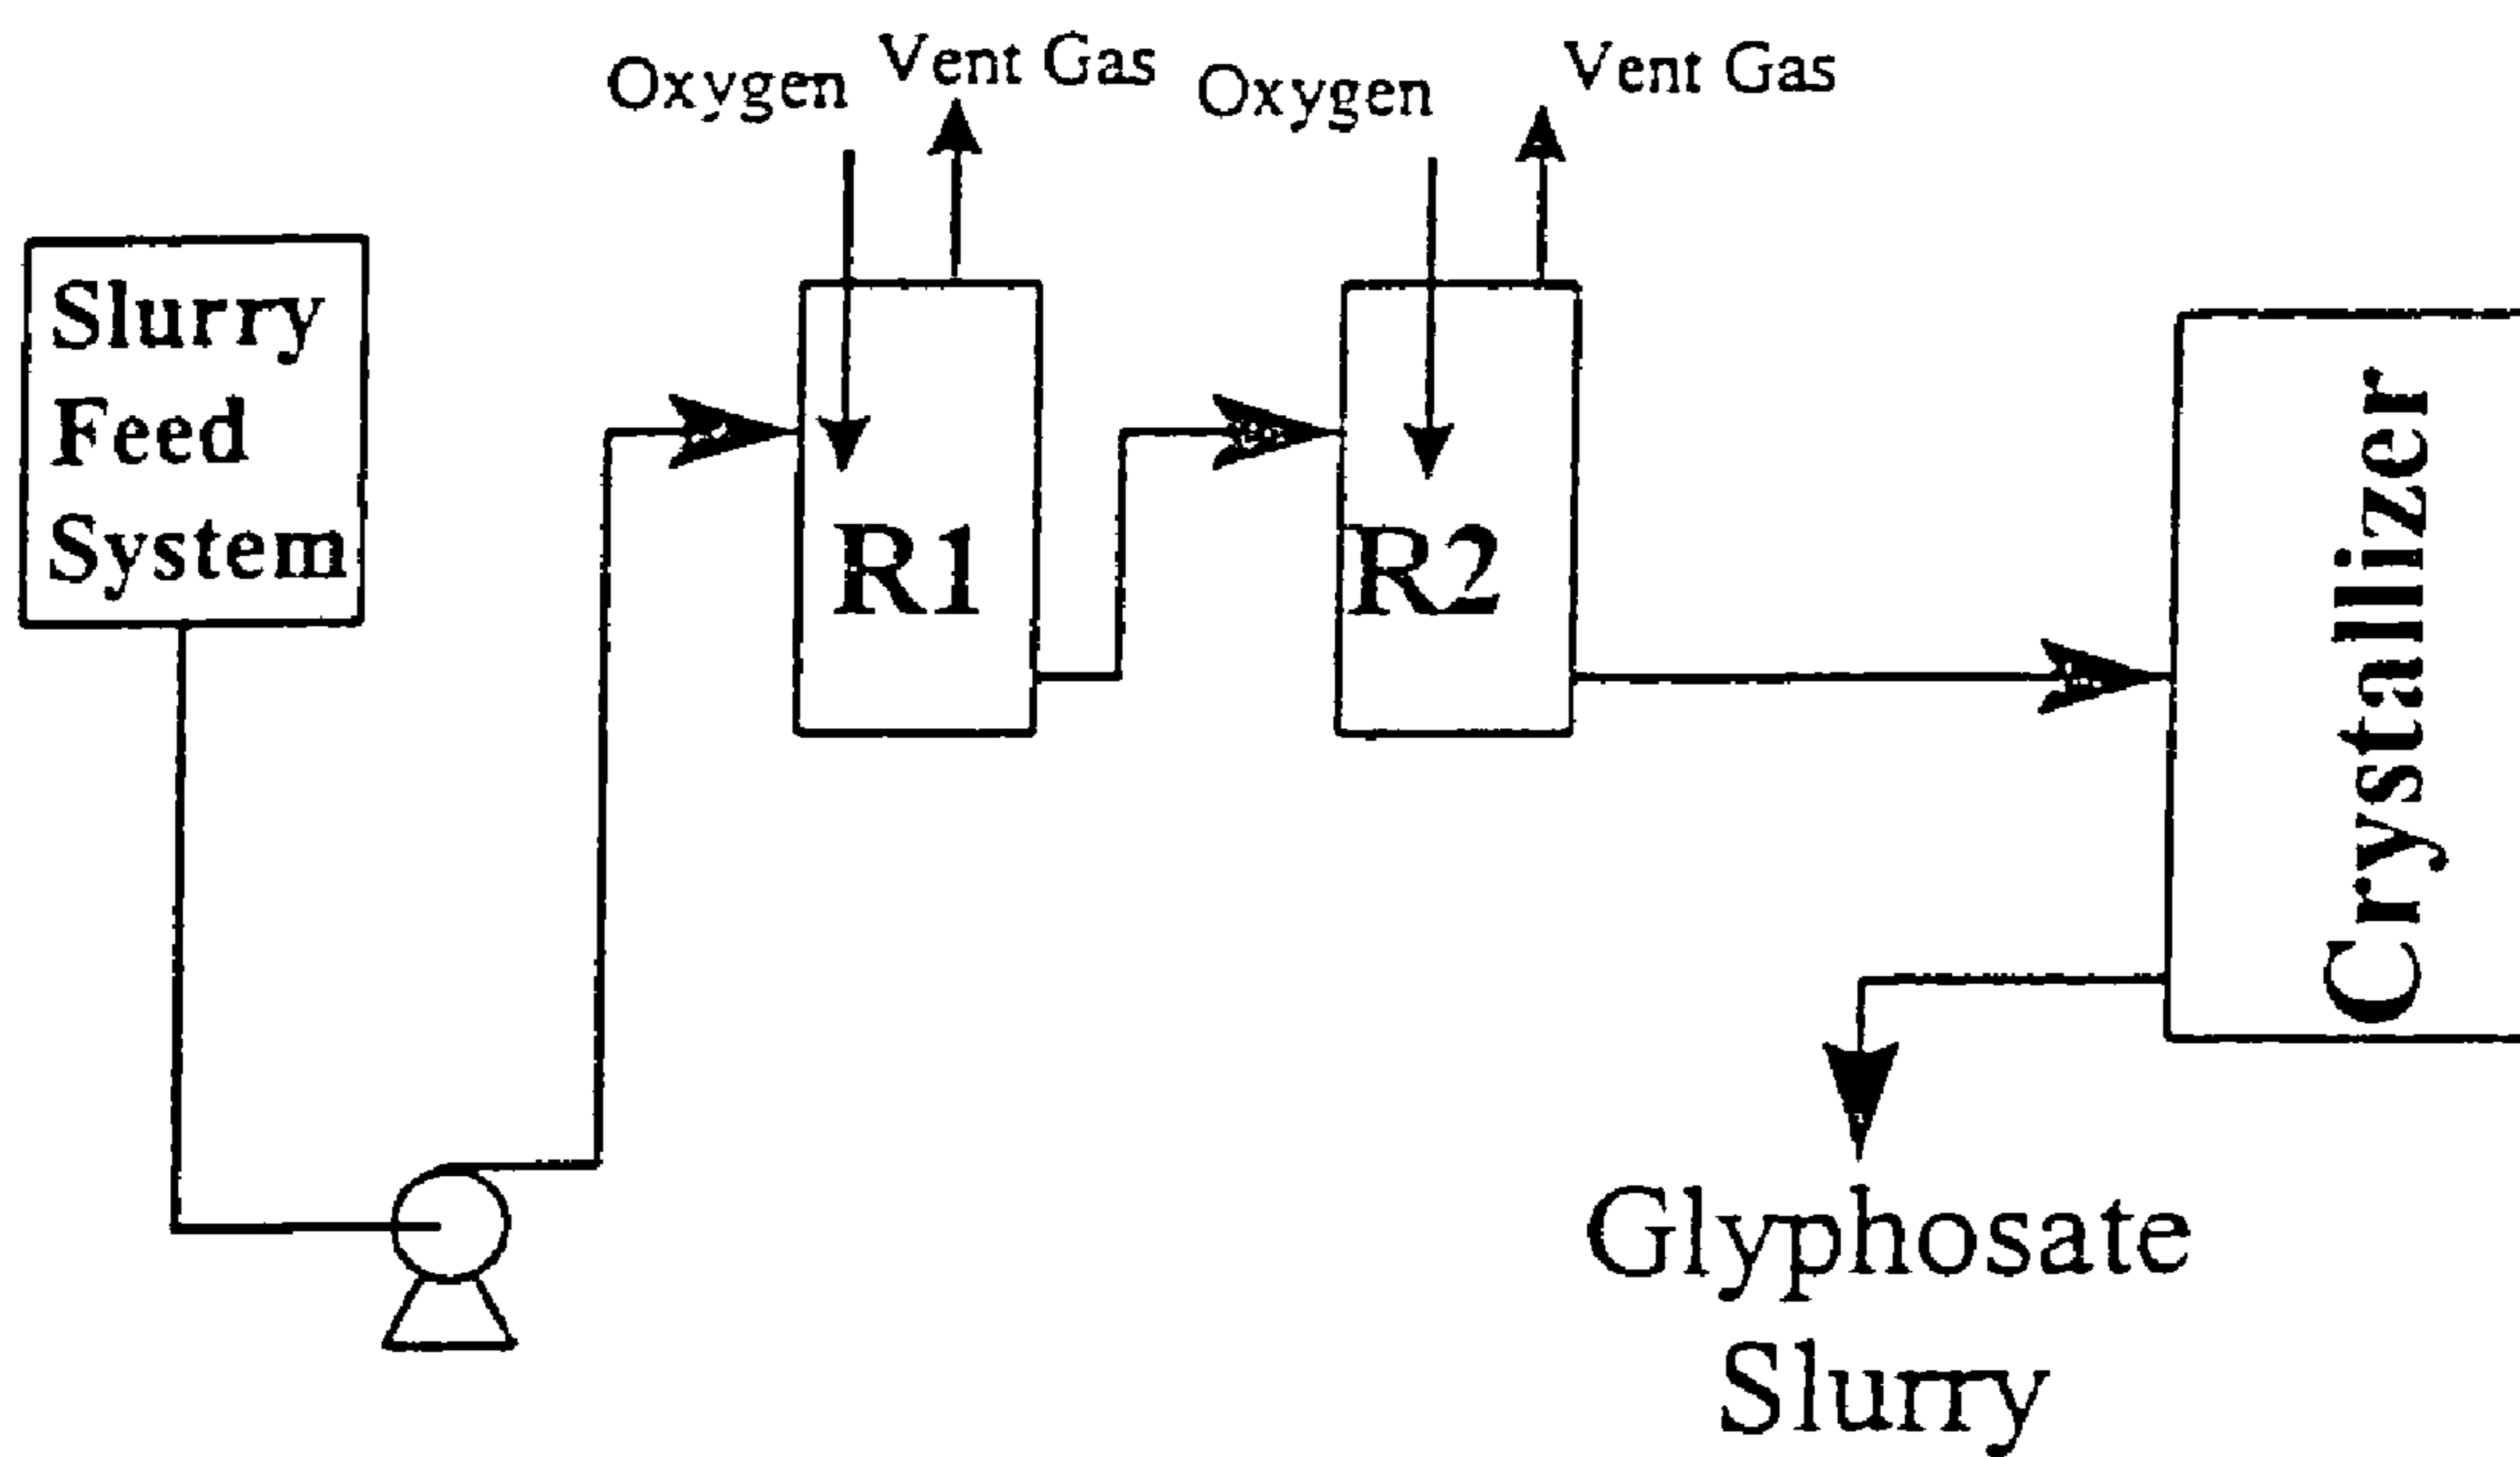 Oxygen
Vent Gas
Oxygen
Vent Gas
Slurry
Feed
System
R1
R2
Crystallizer
Glyphosate
Slurry